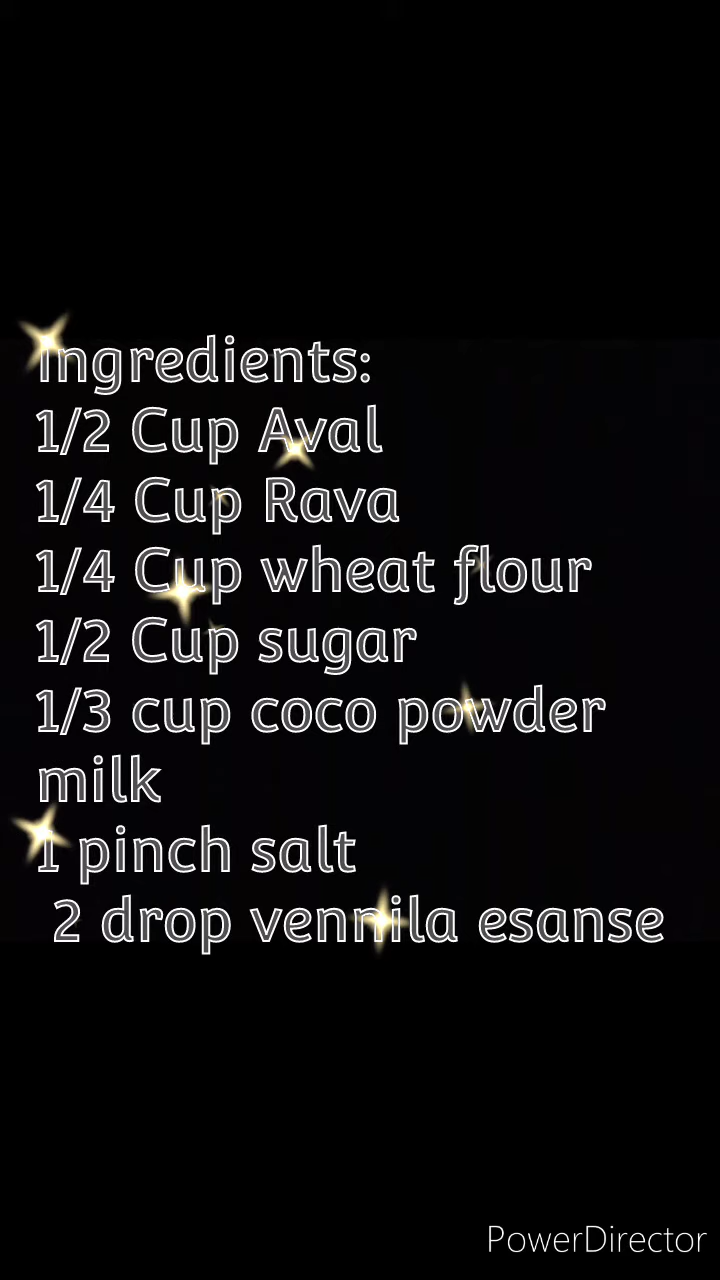 Ingredients:
1/2 Cup Aval
1/4 Cup Rava
1/4 Cup wheat flour
1/2 Cup sugar
1/3 cup coco powder
milk
1 pinch salt
2 drop vennila esanse
PowerDirector